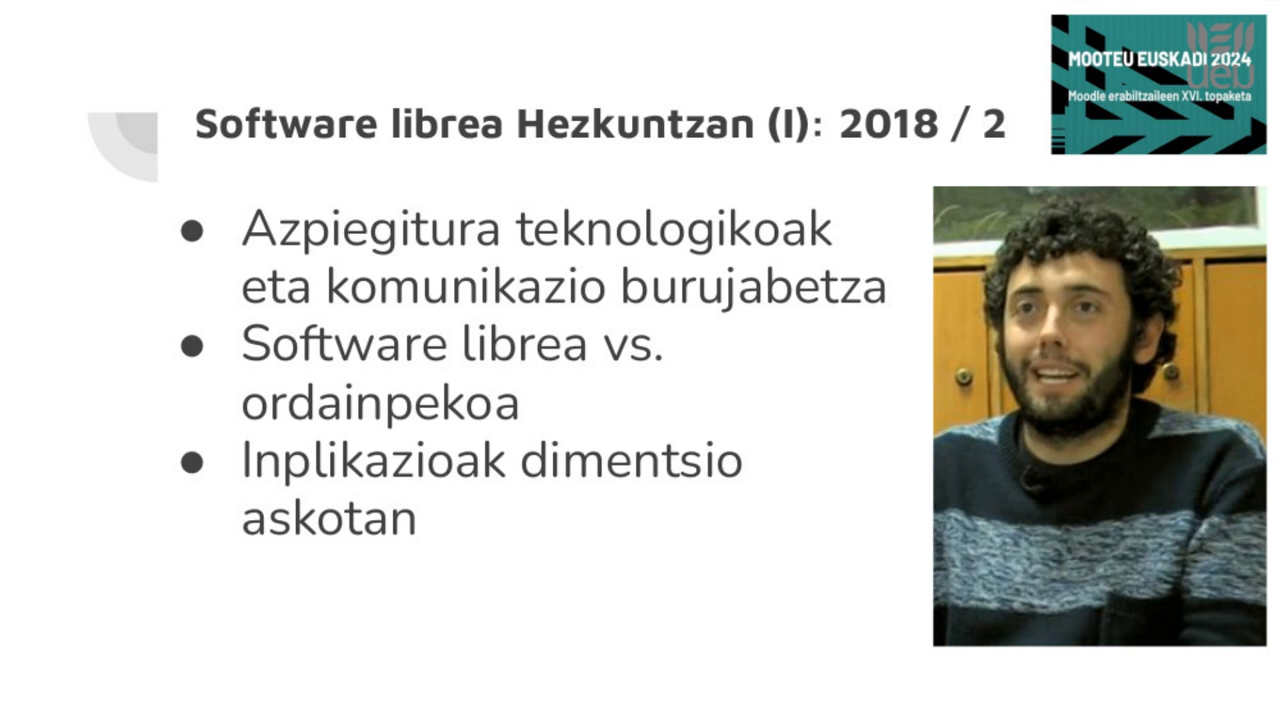 MOOTEU EUSKADI 2024
ueu
Moodle erabiltzaileen XVI. topaketa
Software librea Hezkuntzan (I): 2018 / 2
● Azpiegitura teknologikoak
eta komunikazio burujabetza
● Software librea vs.
ordainpekoa
● Inplikazioak dimentsio
askotan